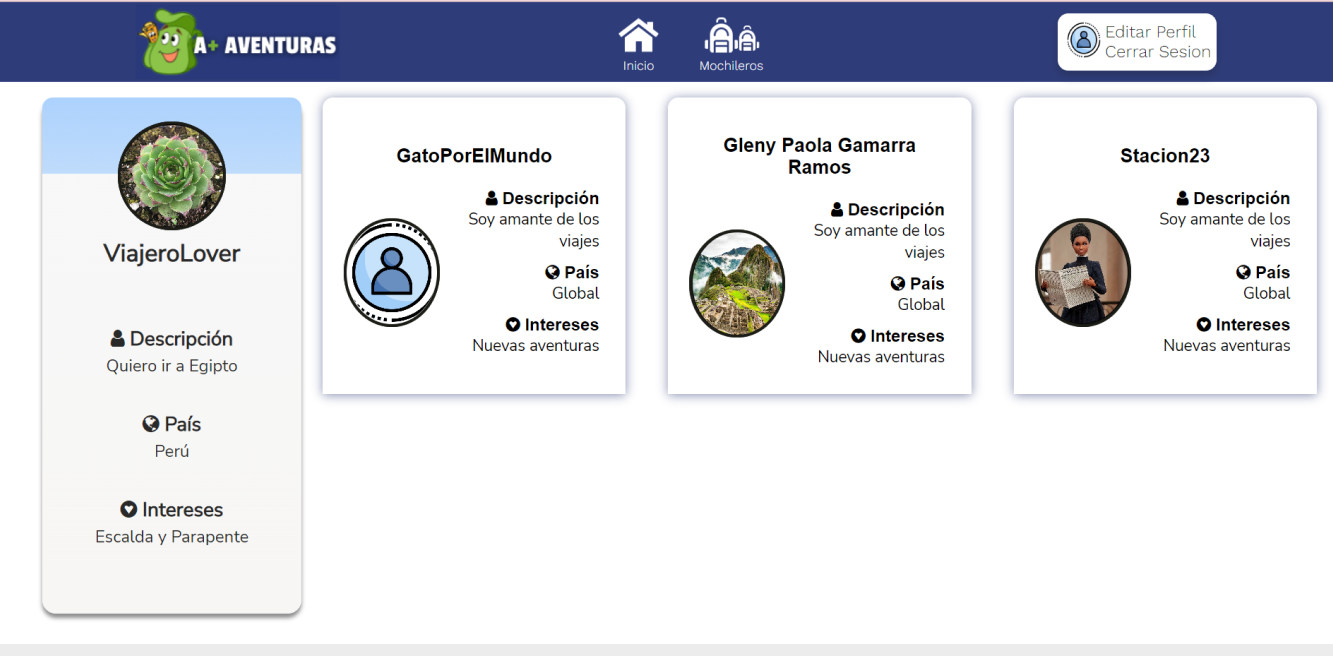 A+ AVENTURAS
Inicio
Mochileros
Editar Perfil
Cerrar Sesion
ViajeroLover
Descripción
Quiero ir a Egipto
País
Perú
Intereses
Escalda y Parapente
GatoPorElMundo
Descripción
Soy amante de los
viajes
País
Global
Intereses
Nuevas aventuras
Gleny Paola Gamarra
Ramos
Descripción
Soy amante de los
viajes
País
Global
Intereses
Nuevas aventuras
Stacion23
Descripción
Soy amante de los
viajes
País
Global
Intereses
Nuevas aventuras